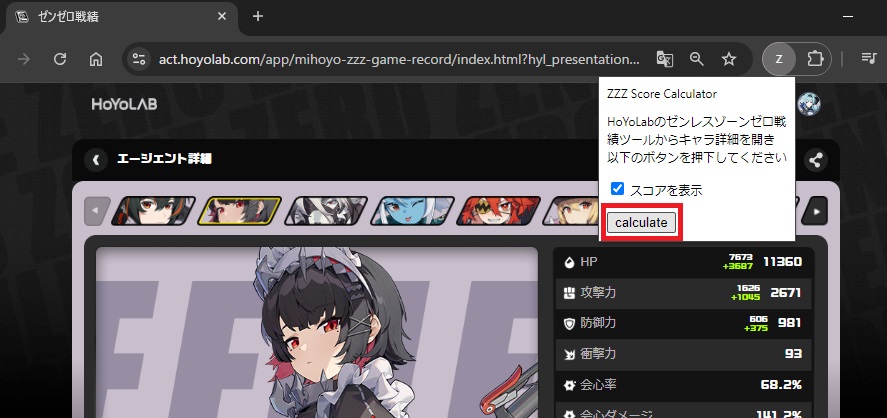 ゼンゼロ戦績
act.hoyolab.com/app/mihoyo-zzz-game-record/index.html?hyl_presentation...
Z
ZZZ Score Calculator
HoYoLabのゼンレスゾーンゼロ戦
績ツールからキャラ詳細を開き
以下のボタンを押下してください
スコアを表示
calculate
HoYoLAB
エージェント詳細
HP 7673 +3687 11360
攻撃力 1626 +1045 2671
防御力 606 +375 981
衝撃力 93
会心率 68.2%
会心ダメージ 141.2%